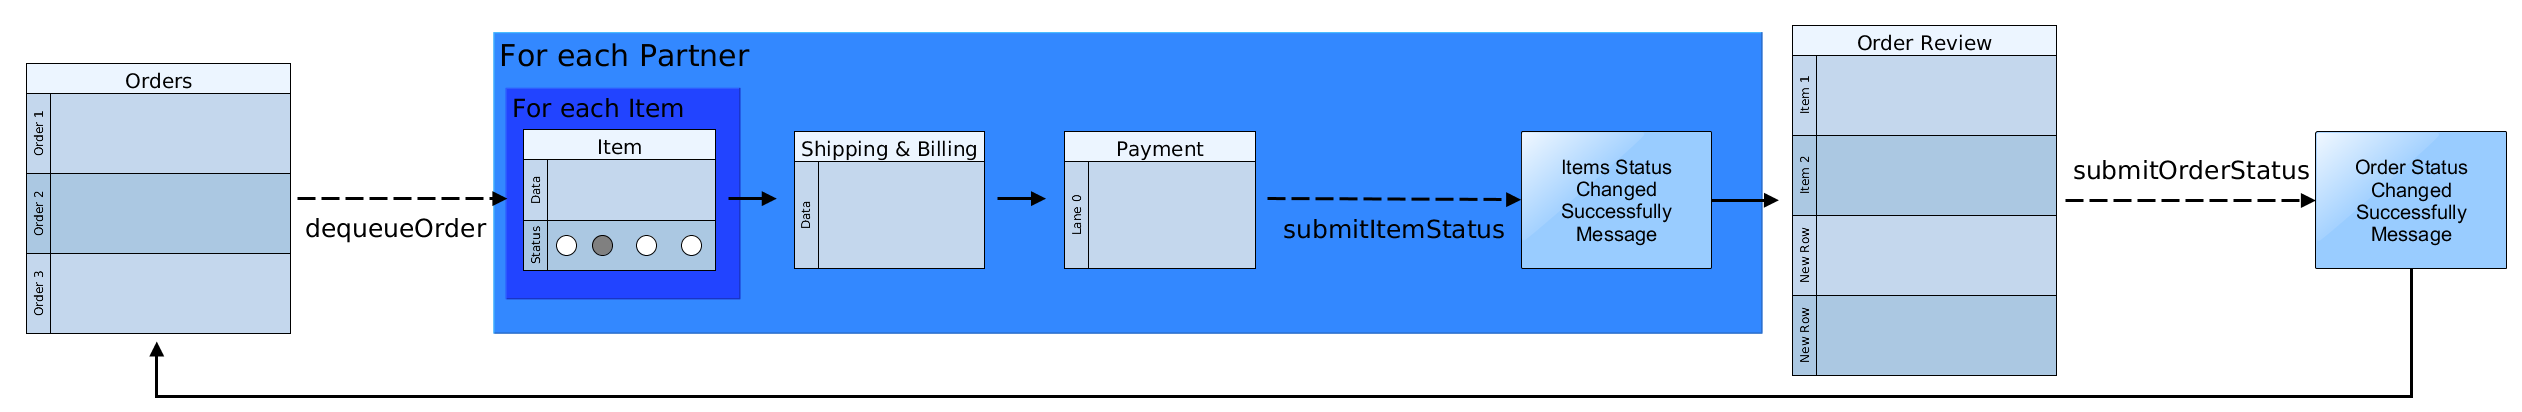 Orders
Order 1
Order 2
Order 3
dequeueOrder
For each Partner
For each Item
Item
Data
Status
Shipping & Billing
Data
Payment
Lane 0
submitItemStatus
Items Status
Changed
Successfully
Message
Order Review
Item 1
Item 2
New Row
New Row
submitOrderStatus
Order Status
Changed
Successfully
Message